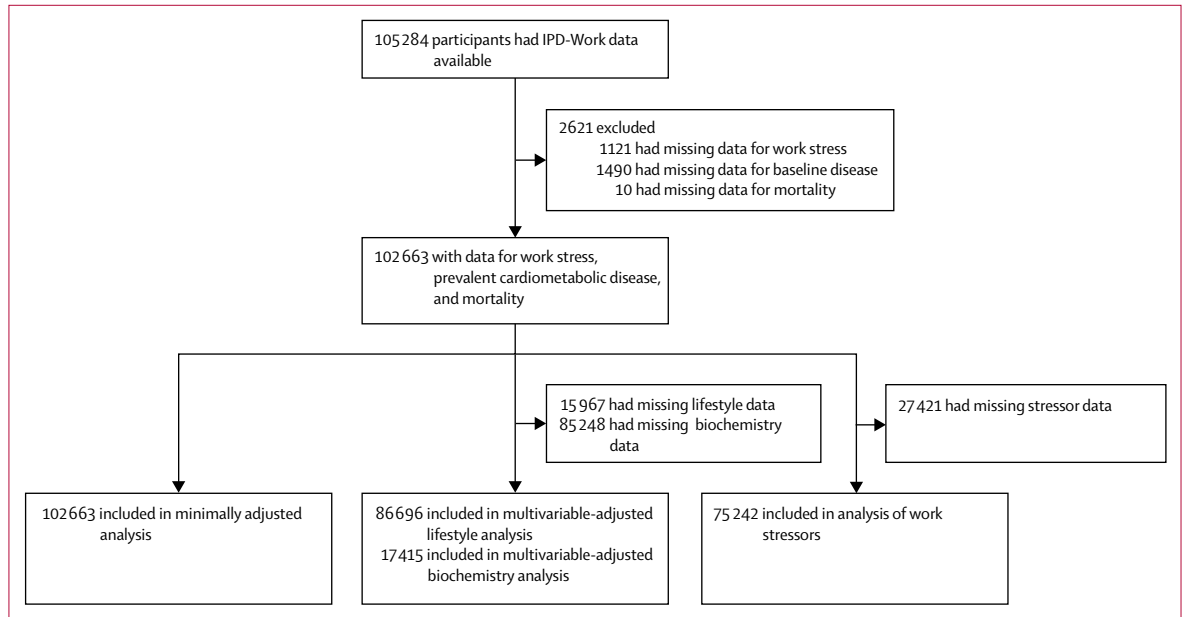 105 284 participants had IPD-Work data
available
2621 excluded
1121 had missing data for work stress
1490 had missing data for baseline disease
10 had missing data for mortality
102 663 with data for work stress,
prevalent cardiometabolic disease,
and mortality
15 967 had missing lifestyle data
85 248 had missing biochemistry
data
27 421 had missing stressor data
102 663 included in minimally adjusted
analysis
86 696 included in multivariable-adjusted
lifestyle analysis
17 415 included in multivariable-adjusted
biochemistry analysis
75 242 included in analysis of work
stressors